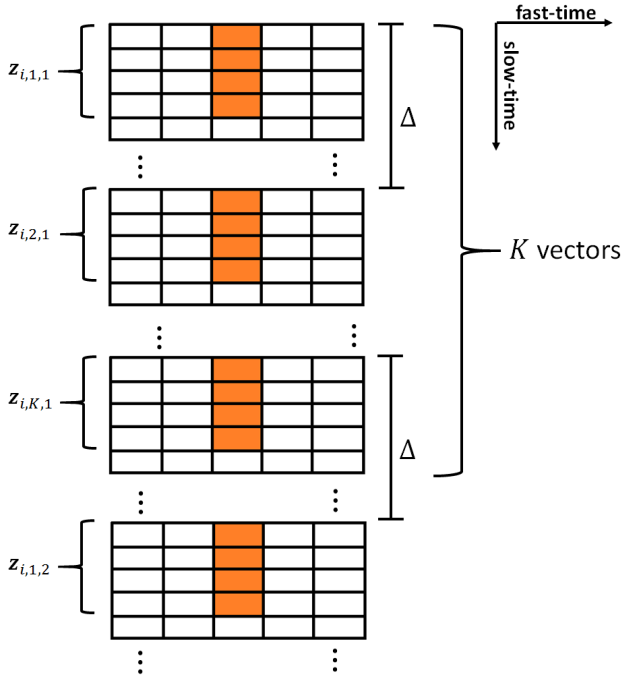 fast-time
slow-time
z_{i,1,1}
Δ
⋮ ⋮
z_{i,2,1}
K vectors
⋮ ⋮
z_{i,K,1}
Δ
⋮ ⋮
z_{i,1,2}
⋮ ⋮